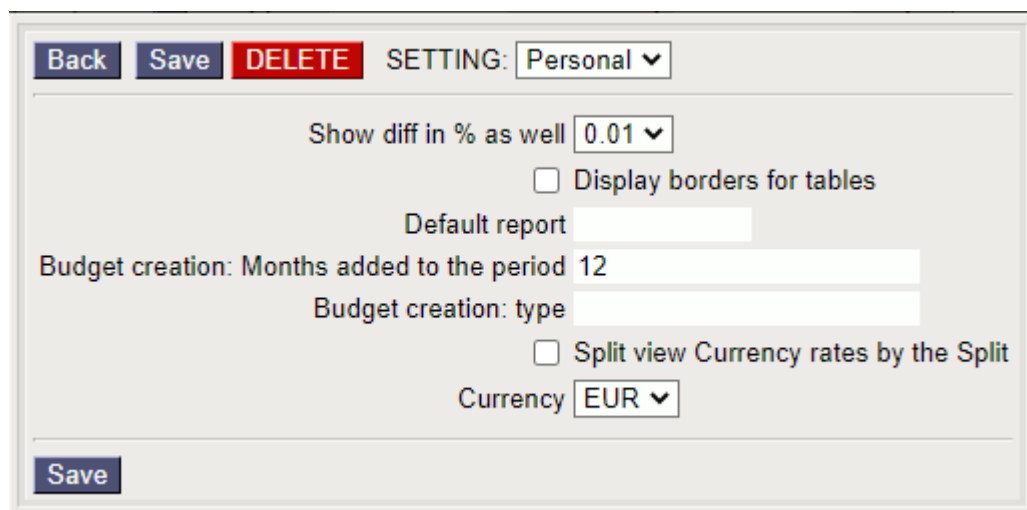 Back Save DELETE SETTING: Personal
Show diff in % as well 0.01
Display borders for tables
Default report
Budget creation: Months added to the period 12
Budget creation: type
Split view Currency rates by the Split
Currency EUR
Save